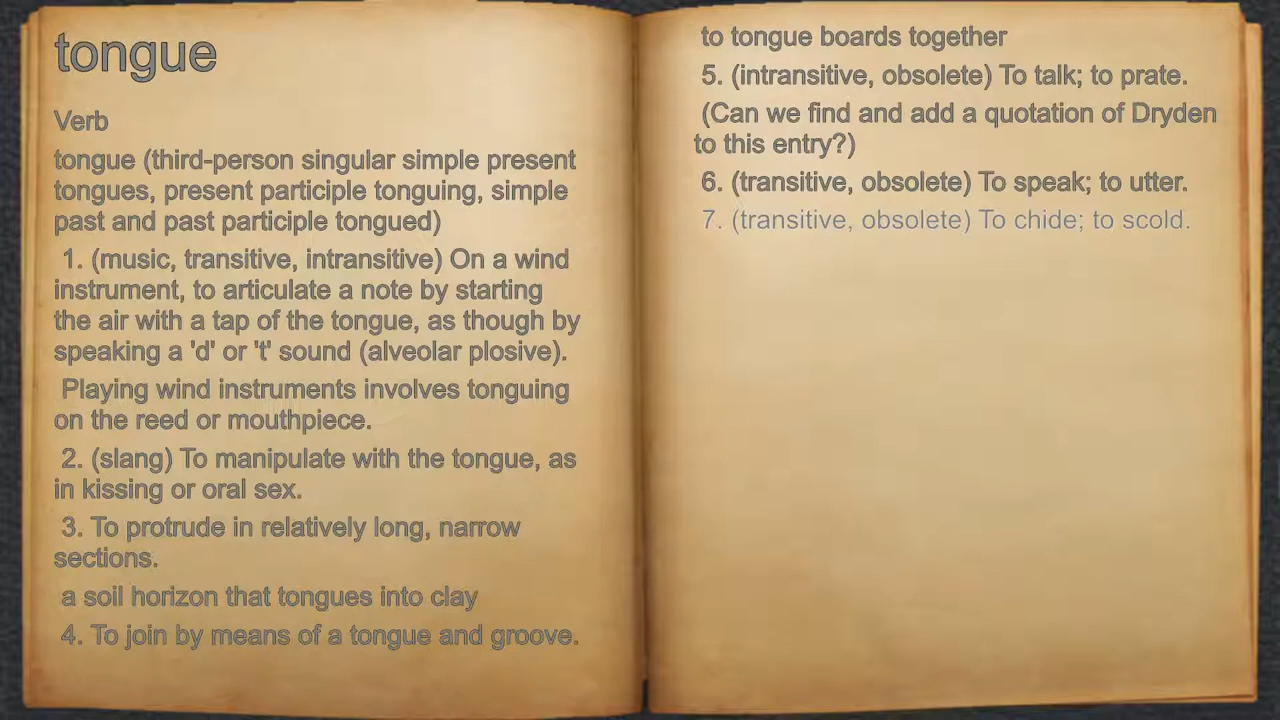 tongue
Verb
tongue (third-person singular simple present
tongues, present participle tonguing, simple
past and past participle tongued)
1. (music, transitive, intransitive) On a wind
instrument, to articulate a note by starting
the air with a tap of the tongue, as though by
speaking a 'd' or 't' sound (alveolar plosive).
Playing wind instruments involves tonguing
on the reed or mouthpiece.
2. (slang) To manipulate with the tongue, as
in kissing or oral sex.
3. To protrude in relatively long, narrow
sections.
a soil horizon that tongues into clay
4. To join by means of a tongue and groove.
to tongue boards together
5. (intransitive, obsolete) To talk; to prate.
(Can we find and add a quotation of Dryden
to this entry?)
6. (transitive, obsolete) To speak; to utter.
7. (transitive, obsolete) To chide; to scold.